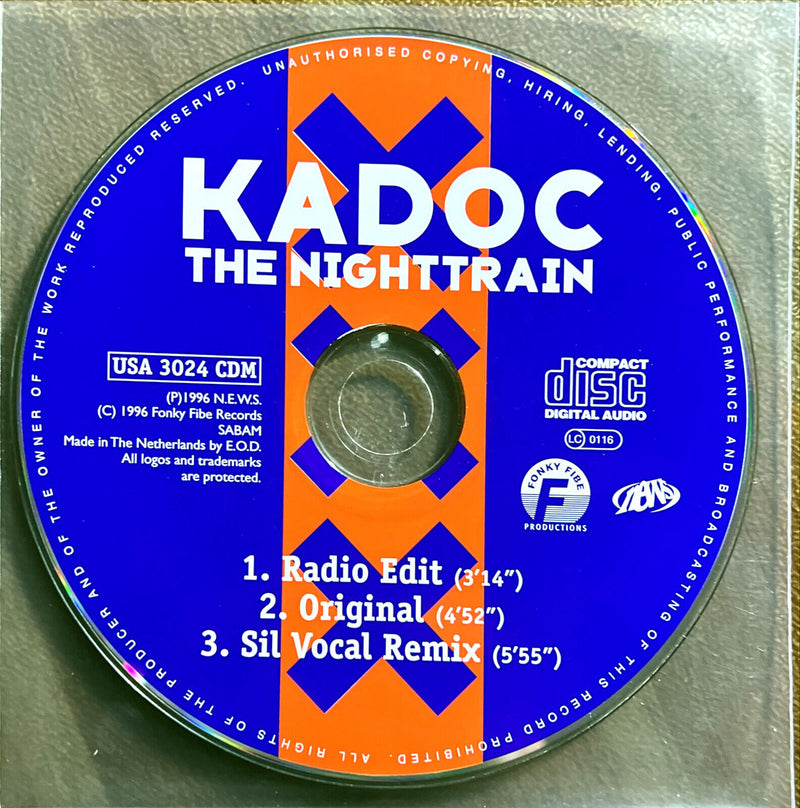 KADOC
THE NIGHTTRAIN
USA 3024 CDM
(P)1996 N.E.W.S.
(C) 1996 Fonky Fibe Records
SABAM
Made in The Netherlands by E.O.D.
All logos and trademarks
are protected.
COMPACT
disc
DIGITAL AUDIO
LC 0116
FONKY FIBE
F
PRODUCTIONS
news
1. Radio Edit (3'14")
2. Original (4'52")
3. Sil Vocal Remix (5'55")
ALL RIGHTS OF THE PRODUCER AND OF THE OWNER OF THE WORK REPRODUCED RESERVED. UNAUTHORISED COPYING, HIRING, LENDING, PUBLIC PERFORMANCE AND BROADCASTING OF THIS RECORD PROHIBITED.